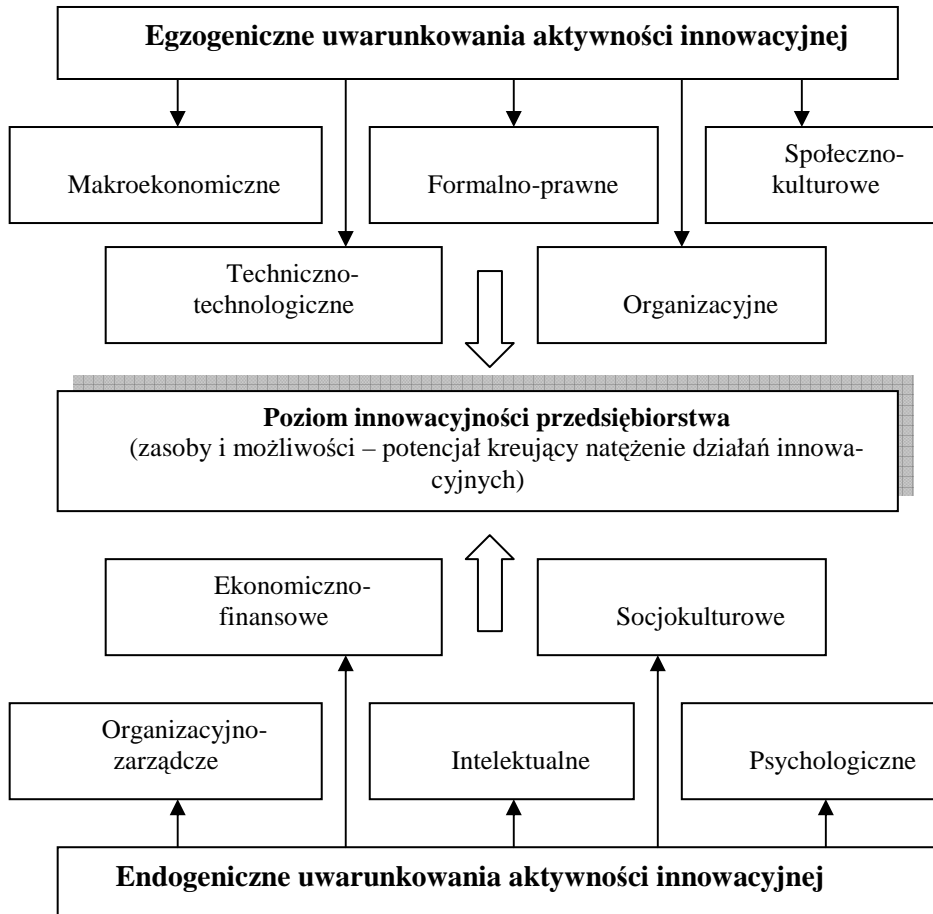 Egzogeniczne uwarunkowania aktywności innowacyjnej
Makroekonomiczne
Formalno-prawne
Społeczno-
kulturowe
Techniczno-
technologiczne
Organizacyjne
Poziom innowacyjności przedsiębiorstwa
(zasoby i możliwości – potencjał kreujący natężenie działań innowa-
cyjnych)
Ekonomiczno-
finansowe
Socjokulturowe
Organizacyjno-
zarządcze
Intelektualne
Psychologiczne
Endogeniczne uwarunkowania aktywności innowacyjnej